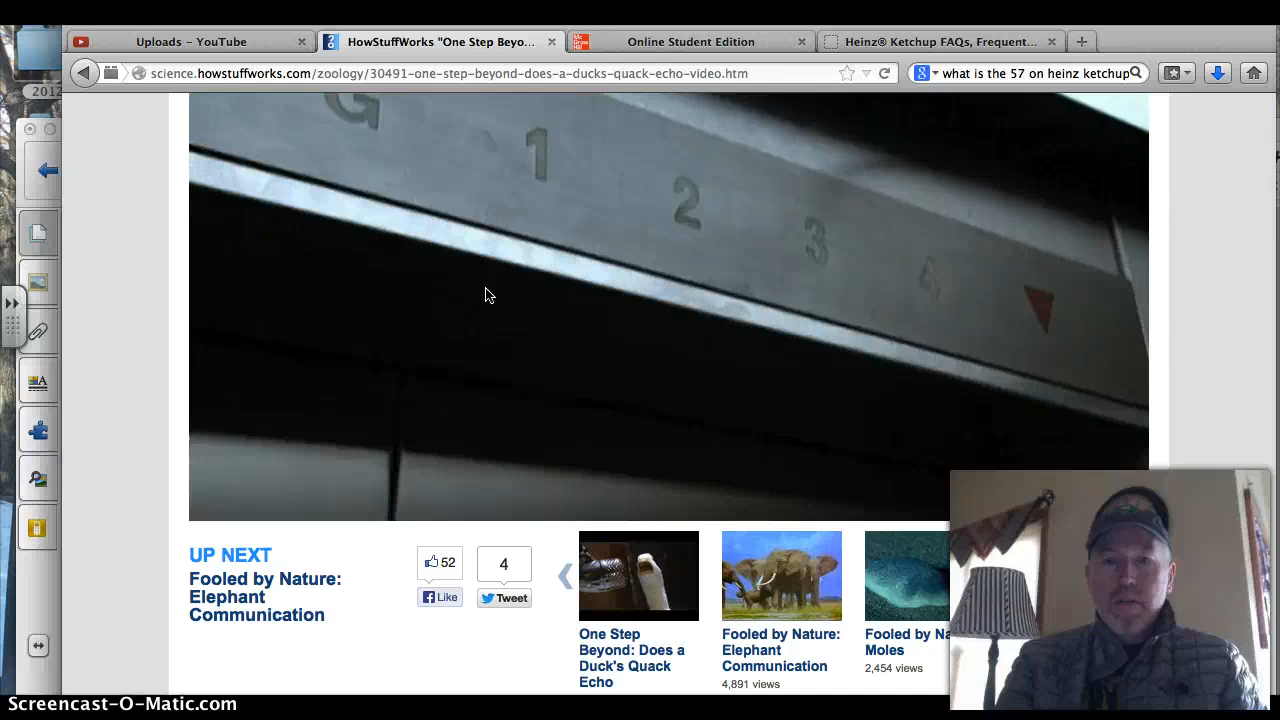 Uploads – YouTube
HowStuffWorks "One Step Beyo...
Online Student Edition
Heinz® Ketchup FAQs, Frequent...
science.howstuffworks.com/zoology/30491-one-step-beyond-does-a-ducks-quack-echo-video.htm
what is the 57 on heinz ketchup
2012
G 1 2 3 4
UP NEXT
Fooled by Nature:
Elephant
Communication
52
Like
4
Tweet
One Step
Beyond: Does a
Duck's Quack
Echo
Fooled by Nature:
Elephant
Communication
4,891 views
Fooled by Na
Moles
2,454 views
Screencast-O-Matic.com